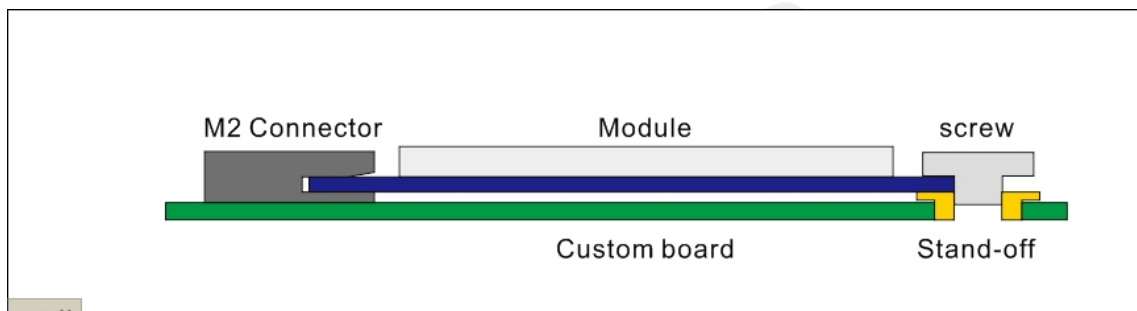 M2 Connector
Module
screw
Custom board
Stand-off